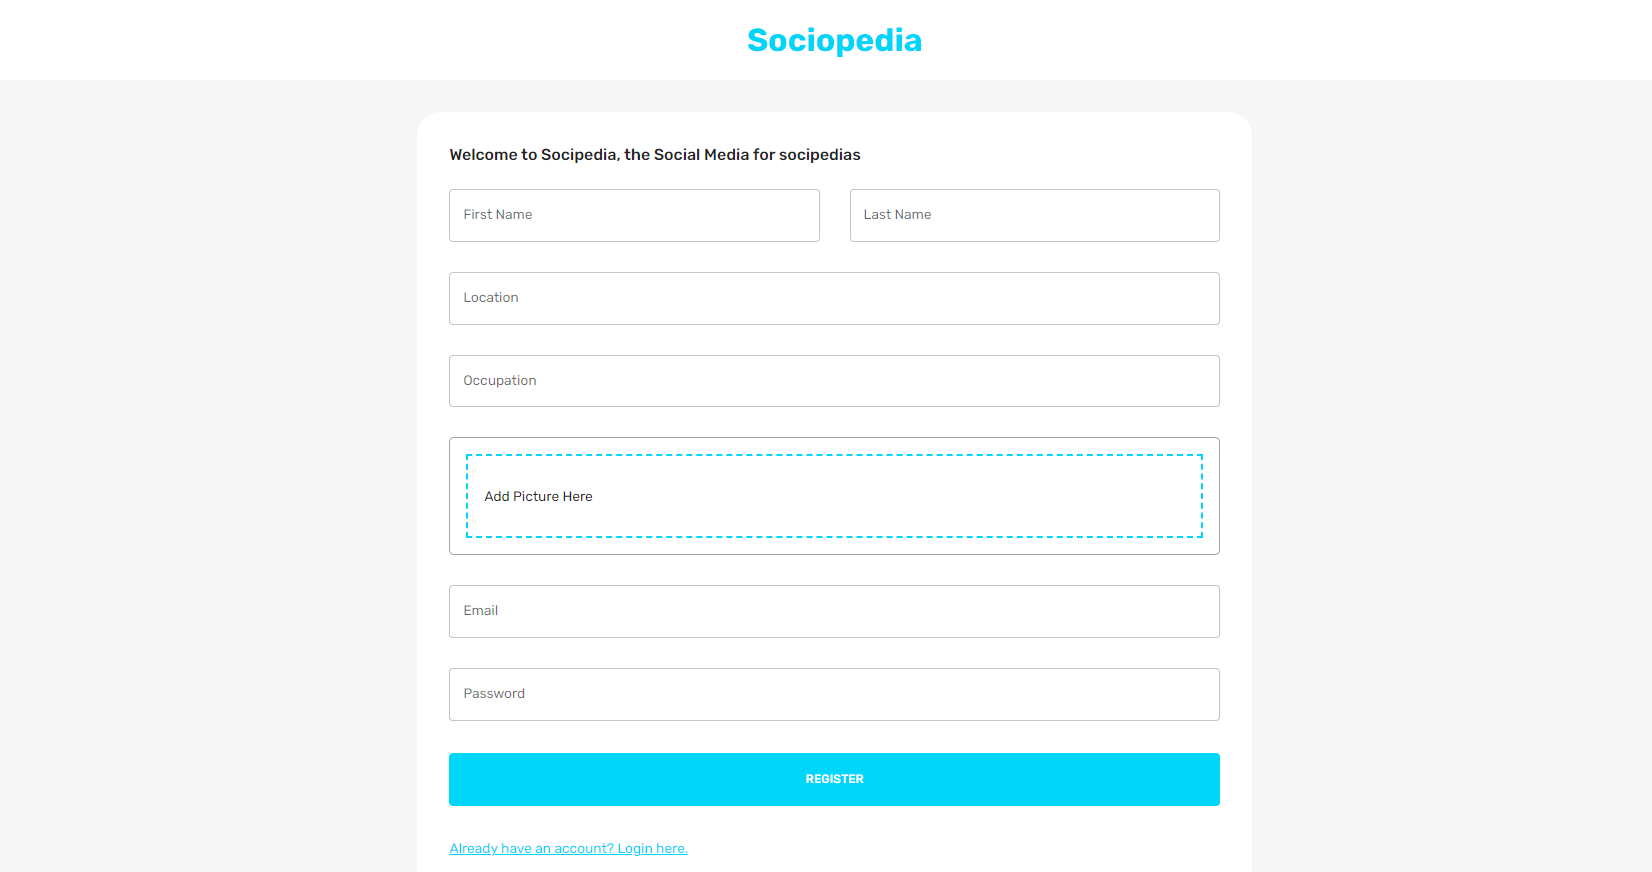 Sociopedia
Welcome to Socipedia, the Social Media for socipedias
First Name
Last Name
Location
Occupation
Add Picture Here
Email
Password
REGISTER
Already have an account? Login here.